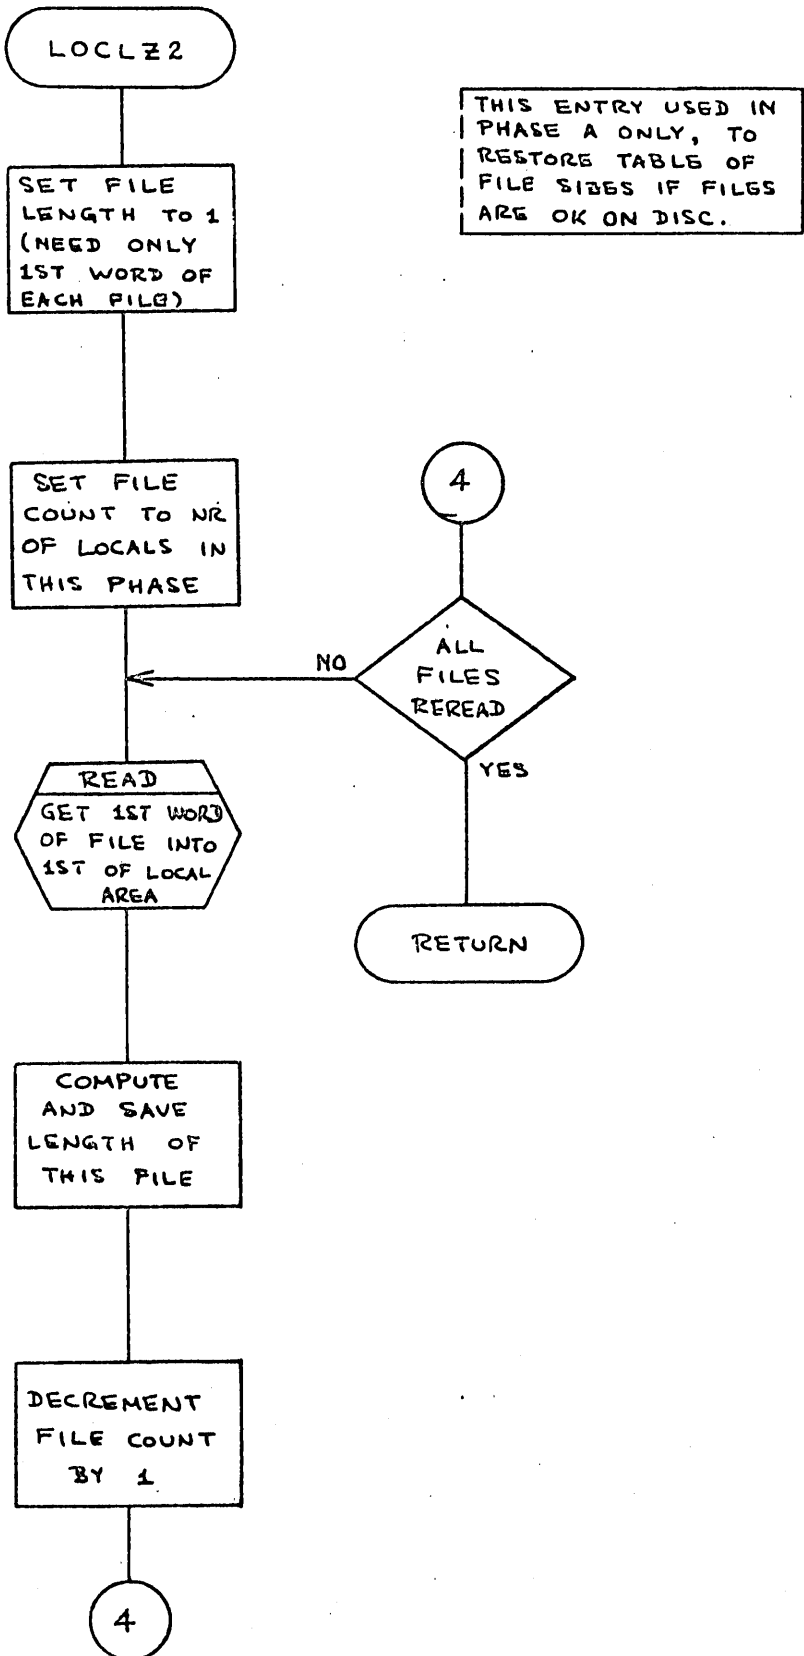 LOCLZ2
THIS ENTRY USED IN
PHASE A ONLY, TO
RESTORE TABLE OF
FILE SIZES IF FILES
ARE OK ON DISC.
SET FILE
LENGTH TO 1
(NEED ONLY
1ST WORD OF
EACH FILE)
SET FILE
COUNT TO NR
OF LOCALS IN
THIS PHASE
4
ALL
FILES
REREAD
NO
YES
READ
GET 1ST WORD
OF FILE INTO
1ST OF LOCAL
AREA
RETURN
COMPUTE
AND SAVE
LENGTH OF
THIS FILE
DECREMENT
FILE COUNT
BY 1
4